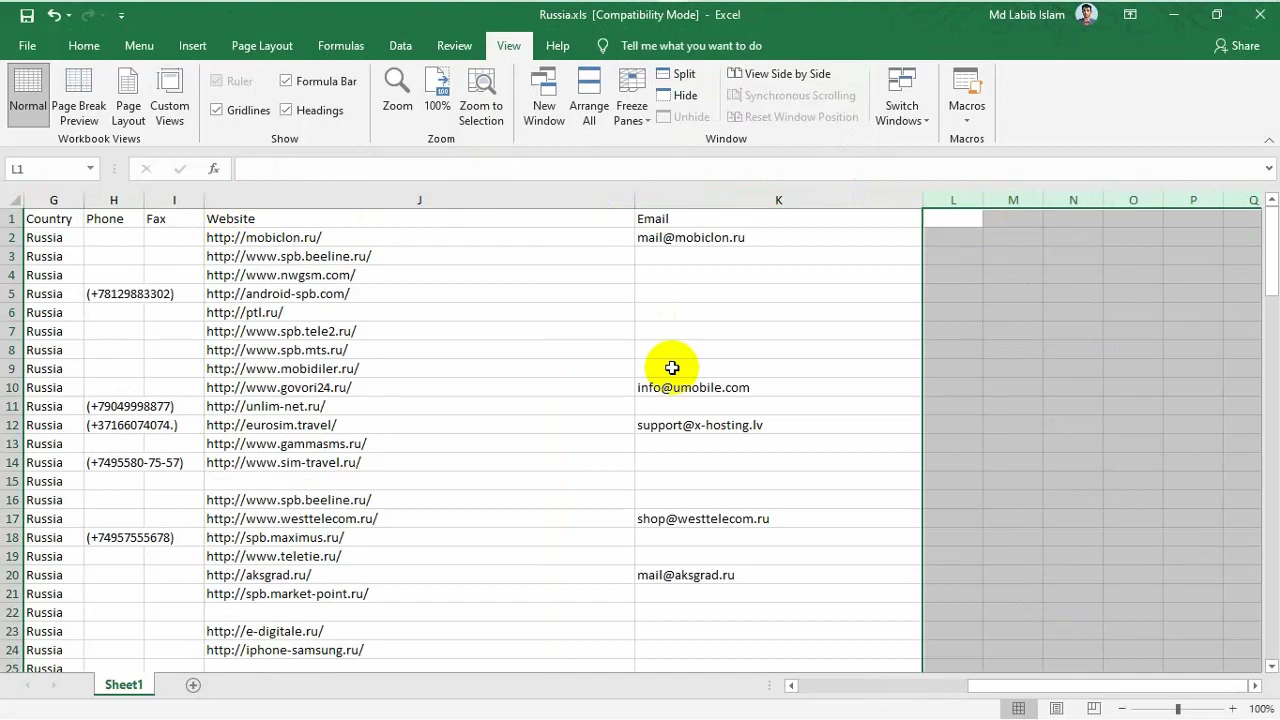 Russia.xls [Compatibility Mode] - Excel
Md Labib Islam
File Home Menu Insert Page Layout Formulas Data Review View Help Tell me what you want to do Share
Normal Page Break Preview Page Layout Custom Views
Workbook Views
Ruler Formula Bar
Gridlines Headings
Show
Zoom 100% Zoom to Selection
Zoom
New Window Arrange All Freeze Panes
Split
Hide
Unhide
View Side by Side
Synchronous Scrolling
Reset Window Position
Window
Switch Windows
Macros
Macros
L1 fx
G H I J K L M N O P Q
1 Country Phone Fax Website Email
2 Russia http://mobiclon.ru/ mail@mobiclon.ru
3 Russia http://www.spb.beeline.ru/
4 Russia http://www.nwgsm.com/
5 Russia (+78129883302) http://android-spb.com/
6 Russia http://ptl.ru/
7 Russia http://www.spb.tele2.ru/
8 Russia http://www.spb.mts.ru/
9 Russia http://www.mobidiler.ru/
10 Russia http://www.govori24.ru/ info@umobile.com
11 Russia (+79049998877) http://unlim-net.ru/
12 Russia (+37166074074.) http://eurosim.travel/ support@x-hosting.lv
13 Russia http://www.gammasms.ru/
14 Russia (+7495580-75-57) http://www.sim-travel.ru/
15 Russia
16 Russia http://www.spb.beeline.ru/
17 Russia http://www.westtelecom.ru/ shop@westtelecom.ru
18 Russia (+74957555678) http://spb.maximus.ru/
19 Russia http://www.teletie.ru/
20 Russia http://aksgrad.ru/ mail@aksgrad.ru
21 Russia http://spb.market-point.ru/
22 Russia
23 Russia http://e-digitale.ru/
24 Russia http://iphone-samsung.ru/
25 Russia
Sheet1
100%